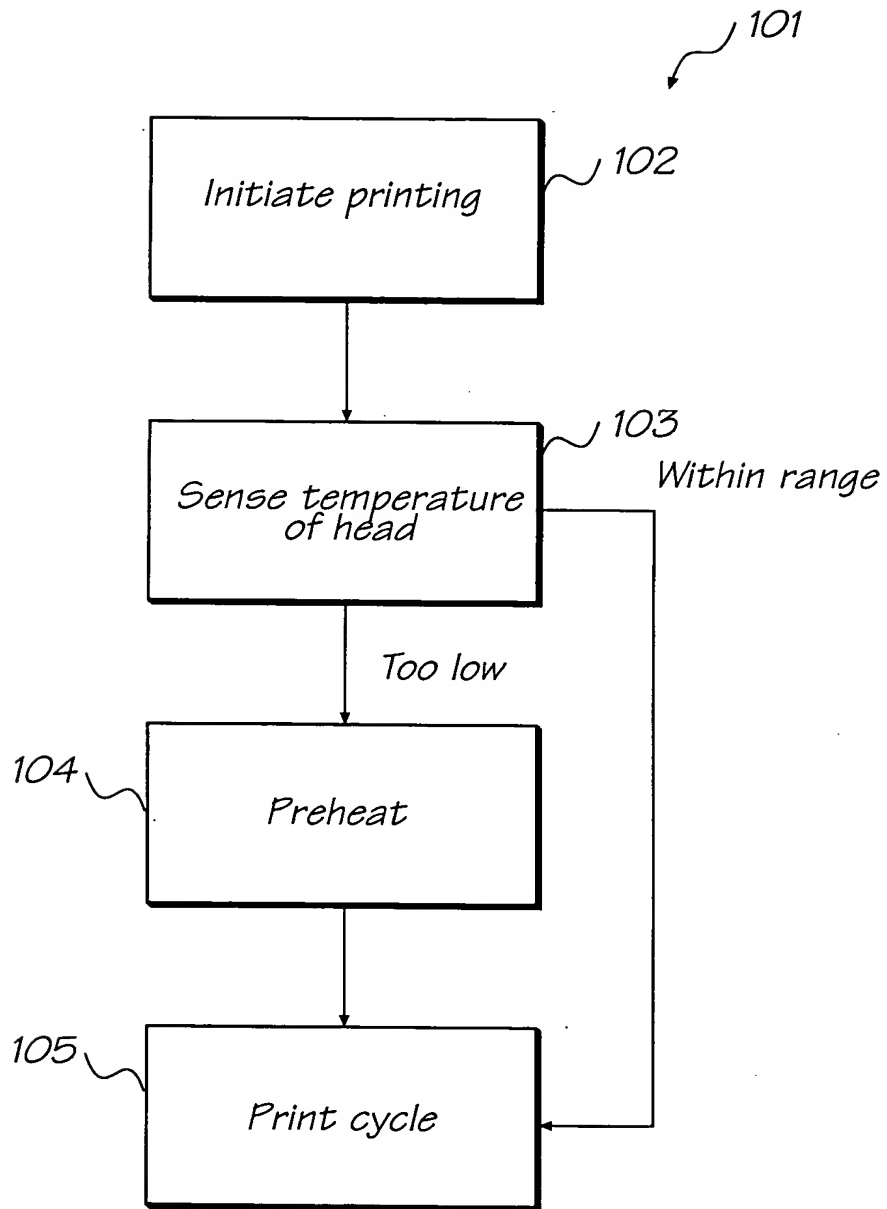 101
Initiate printing
102
Sense temperature
of head
103
Within range
Too low
104
Preheat
105
Print cycle